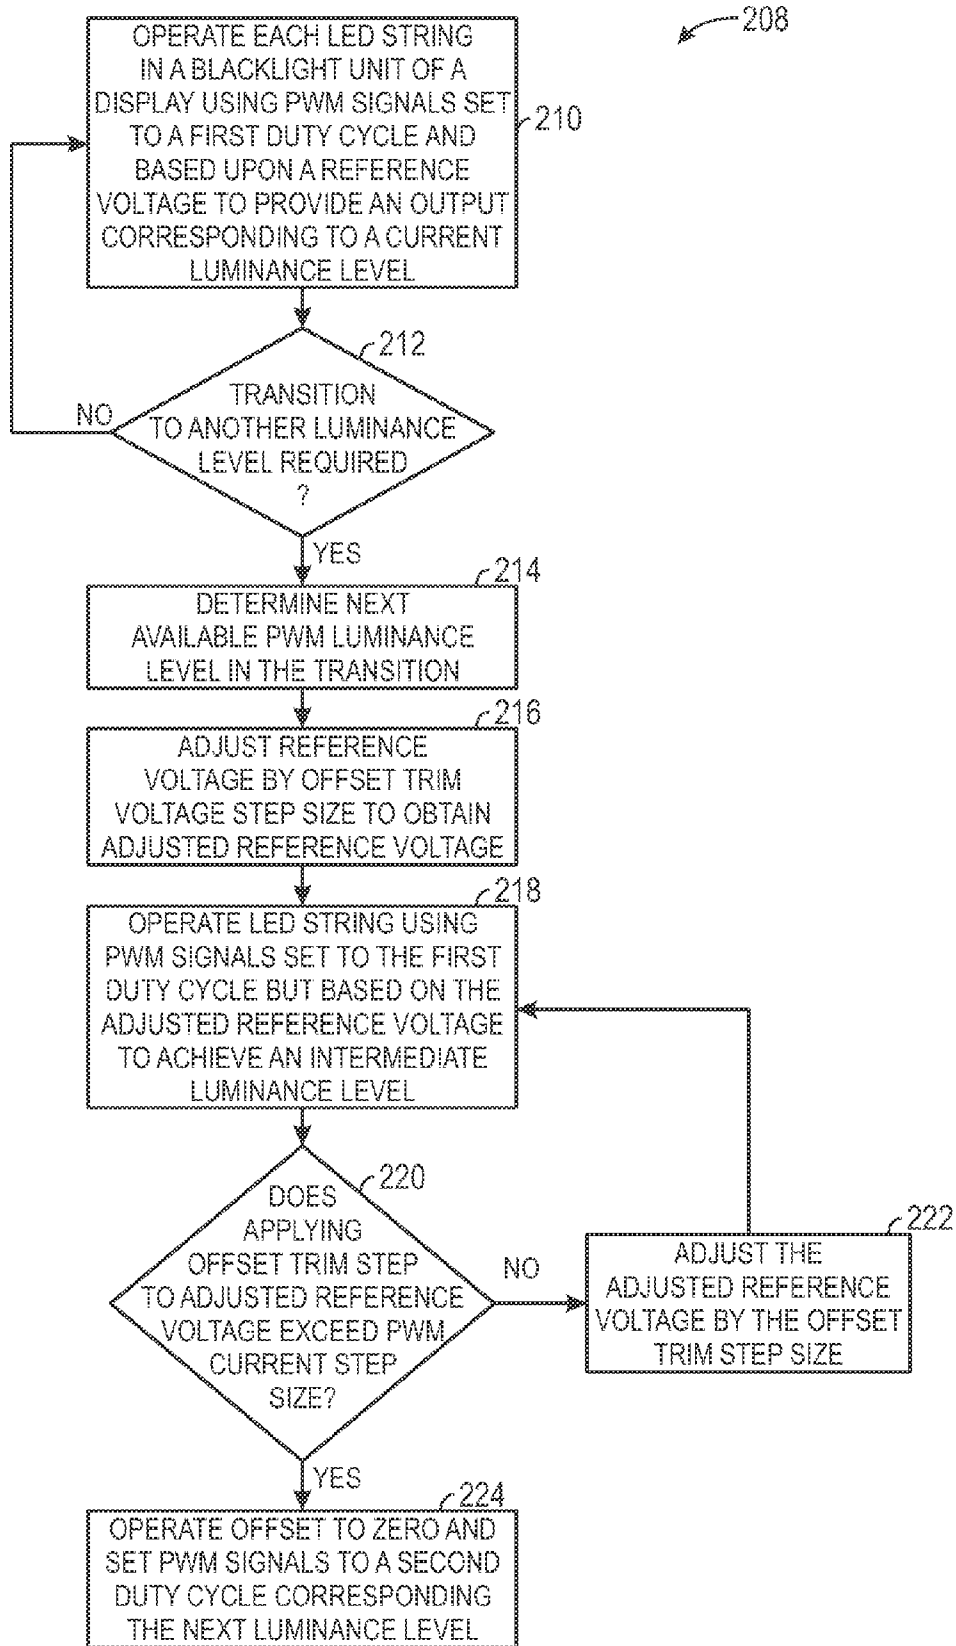 208
OPERATE EACH LED STRING
IN A BLACKLIGHT UNIT OF A
DISPLAY USING PWM SIGNALS SET
TO A FIRST DUTY CYCLE AND
BASED UPON A REFERENCE
VOLTAGE TO PROVIDE AN OUTPUT
CORRESPONDING TO A CURRENT
LUMINANCE LEVEL
210
212
TRANSITION
TO ANOTHER LUMINANCE
LEVEL REQUIRED
?
NO
YES
214
DETERMINE NEXT
AVAILABLE PWM LUMINANCE
LEVEL IN THE TRANSITION
216
ADJUST REFERENCE
VOLTAGE BY OFFSET TRIM
VOLTAGE STEP SIZE TO OBTAIN
ADJUSTED REFERENCE VOLTAGE
218
OPERATE LED STRING USING
PWM SIGNALS SET TO THE FIRST
DUTY CYCLE BUT BASED ON THE
ADJUSTED REFERENCE VOLTAGE
TO ACHIEVE AN INTERMEDIATE
LUMINANCE LEVEL
220
DOES
APPLYING
OFFSET TRIM STEP
TO ADJUSTED REFERENCE
VOLTAGE EXCEED PWM
CURRENT STEP
SIZE?
NO
222
ADJUST THE
ADJUSTED REFERENCE
VOLTAGE BY THE OFFSET
TRIM STEP SIZE
YES
224
OPERATE OFFSET TO ZERO AND
SET PWM SIGNALS TO A SECOND
DUTY CYCLE CORRESPONDING
THE NEXT LUMINANCE LEVEL